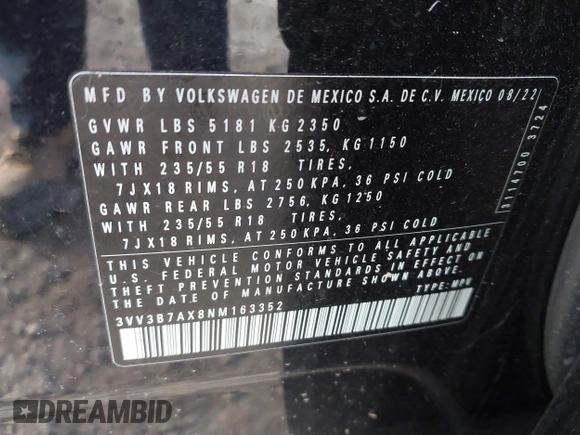 MFD BY VOLKSWAGEN DE MEXICO S.A. DE C.V. MEXICO 08/22
GVWR LBS 5181 KG 2350
GAWR FRONT LBS 2535, KG 1150
WITH 235/55 R18 TIRES,
7JX18 RIMS, AT 250 KPA, 36 PSI COLD
GAWR REAR LBS 2756, KG 1250
WITH 235/55 R18 TIRES,
7JX18 RIMS, AT 250 KPA, 36 PSI COLD
THIS VEHICLE CONFORMS TO ALL APPLICABLE
U.S. FEDERAL MOTOR VEHICLE SAFETY AND
THEFT PREVENTION STANDARDS IN EFFECT ON
THE DATE OF MANUFACTURE SHOWN ABOVE.
TYPE: MPV
3VV3B7AX8NM163352
3724
DREAMBID